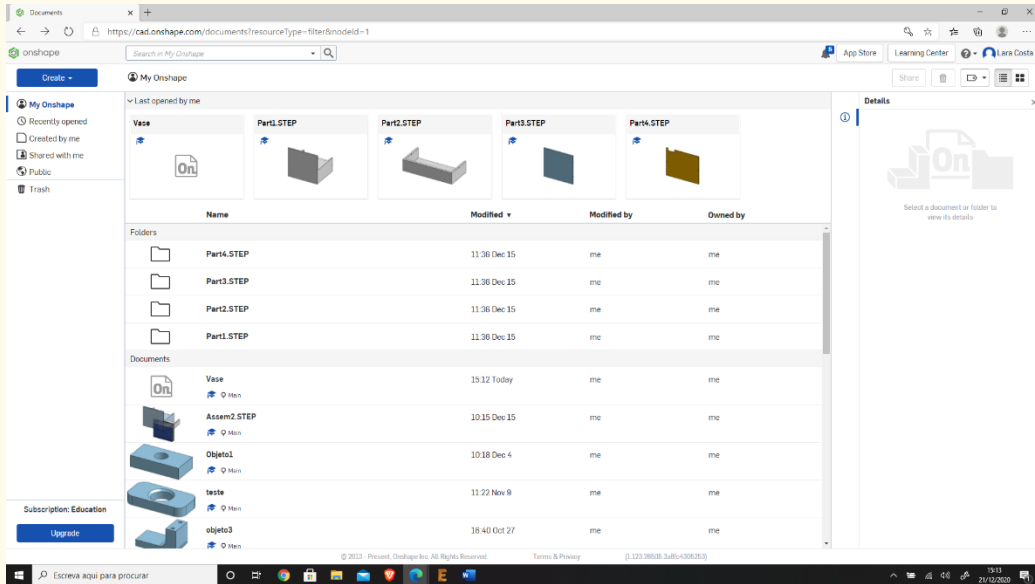 Documents
https://cad.onshape.com/documents?resourceType=filter&nodeId=1
onshape
Search in My Onshape
App Store
Learning Center
Lara Costa
Create
My Onshape
Share
My Onshape
Recently opened
Created by me
Shared with me
Public
Trash
Last opened by me
Vase
Part1.STEP
Part2.STEP
Part3.STEP
Part4.STEP
On
Details
On
Select a document or folder to
view its details
Name Modified Modified by Owned by
Folders
Part4.STEP 11:36 Dec 15 me me
Part3.STEP 11:36 Dec 15 me me
Part2.STEP 11:36 Dec 15 me me
Part1.STEP 11:36 Dec 15 me me
Documents
On
Vase 15:12 Today me me
Main
Assem2.STEP 10:15 Dec 15 me me
Main
Objeto1 10:18 Dec 4 me me
Main
teste 11:22 Nov 9 me me
Main
objeto3 18:40 Oct 27 me me
Main
Subscription: Education
Upgrade
© 2013 - Present, Onshape Inc. All Rights Reserved. Terms & Privacy
Escreva aqui para procurar
15:13
21/12/2020